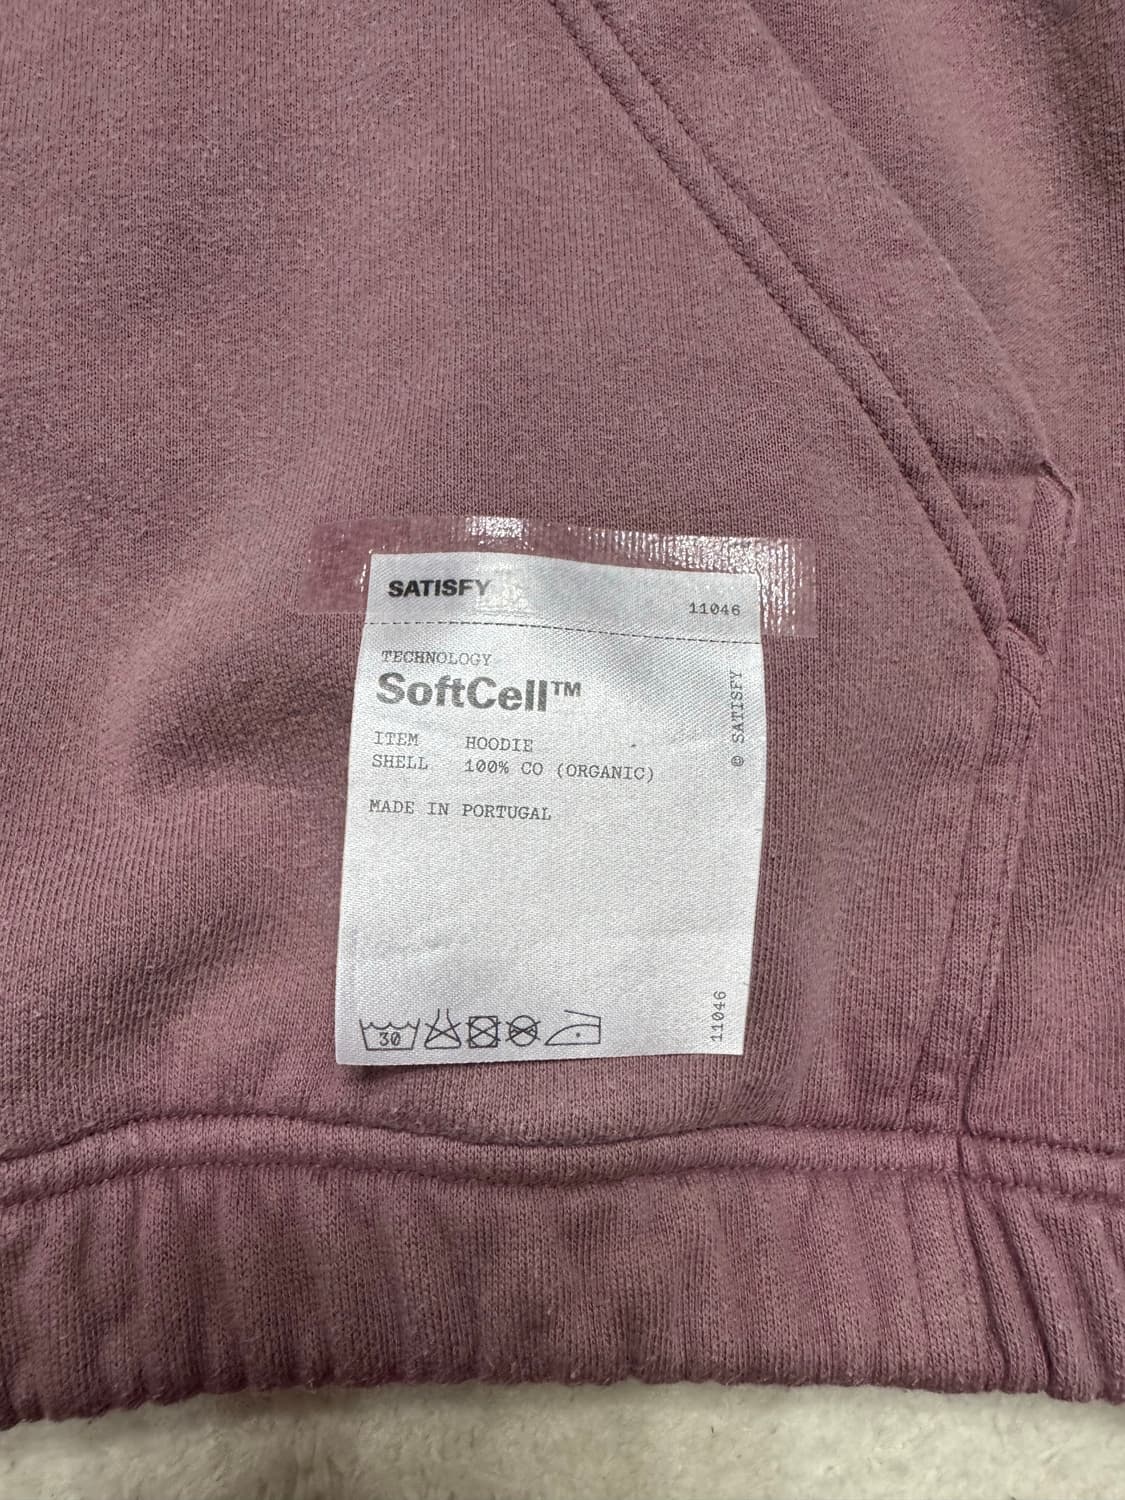 SATISFY
11046
TECHNOLOGY
SoftCell™
ITEM HOODIE
SHELL 100% CO (ORGANIC)
MADE IN PORTUGAL
© SATISFY
30
11046